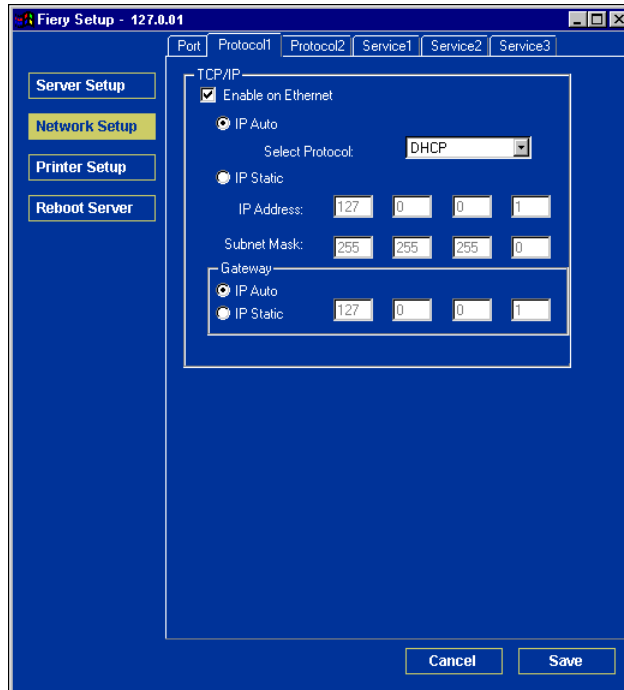 Fiery Setup - 127.0.01
Port Protocol1 Protocol2 Service1 Service2 Service3
Server Setup
Network Setup
Printer Setup
Reboot Server
TCP/IP
Enable on Ethernet
IP Auto
Select Protocol: DHCP
IP Static
IP Address: 127 0 0 1
Subnet Mask: 255 255 255 0
Gateway
IP Auto
IP Static 127 0 0 1
Cancel Save